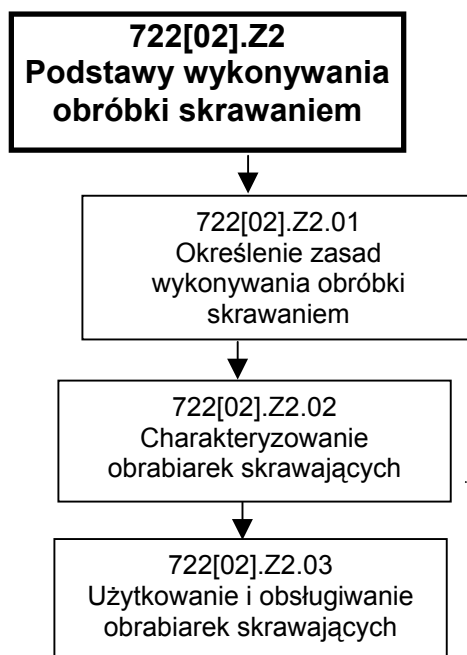 722[02].Z2
Podstawy wykonywania
obróbki skrawaniem
722[02].Z2.01
Określenie zasad
wykonywania obróbki
skrawaniem
722[02].Z2.02
Charakteryzowanie
obrabiarek skrawających
722[02].Z2.03
Użytkowanie i obsługiwanie
obrabiarek skrawających